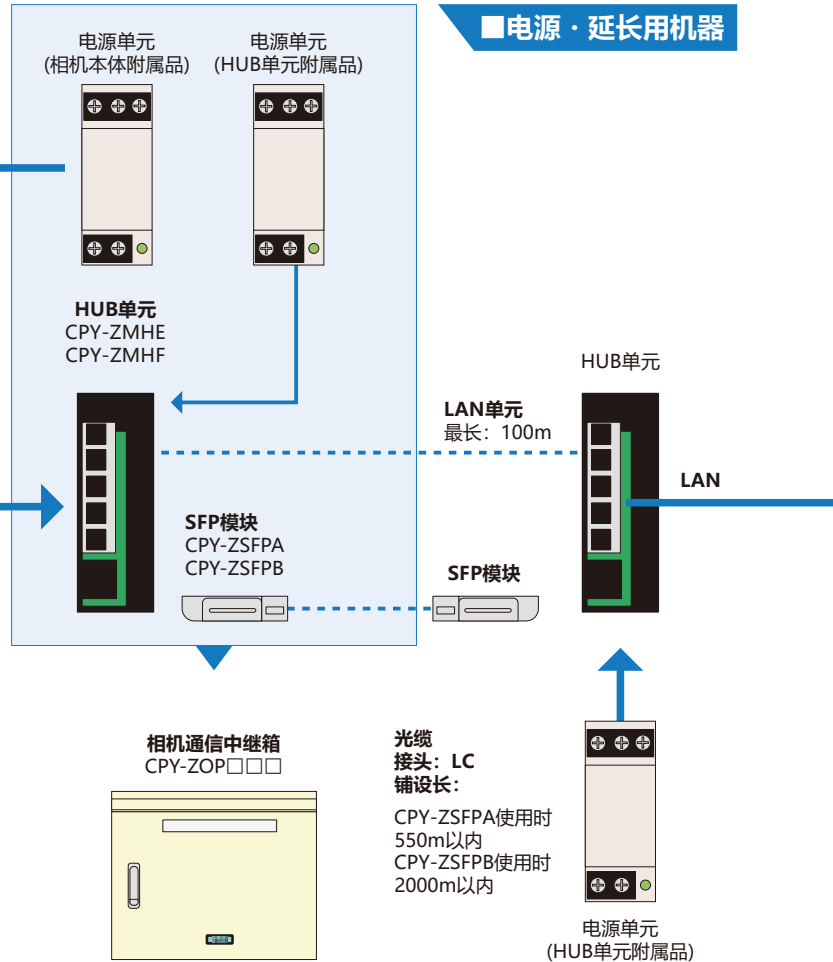 ■电源・延长用机器
电源单元
(相机本体附属品)
电源单元
(HUB单元附属品)
HUB单元
CPY-ZMHE
CPY-ZMHF
HUB单元
LAN单元
最长：100m
LAN
SFP模块
CPY-ZSFPA
CPY-ZSFPB
SFP模块
相机通信中继箱
CPY-ZOP□□□
光缆
接头：LC
铺设长：
CPY-ZSFPA使用时
550m以内
CPY-ZSFPB使用时
2000m以内
电源单元
(HUB单元附属品)